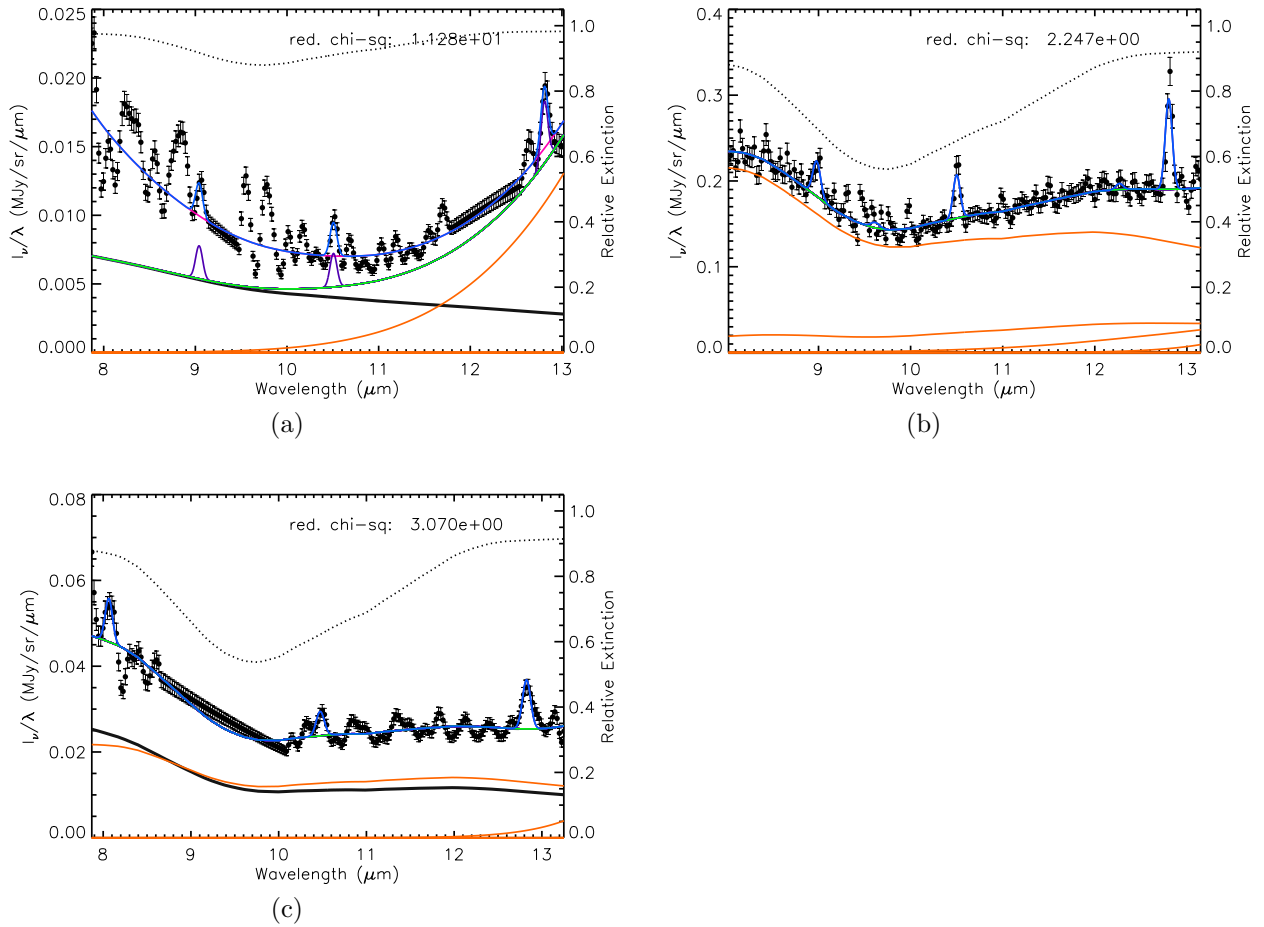 red. chi-sq: 1.128e+01
0.025
0.020
0.015
0.010
0.005
0.000
I_ν/λ (MJy/sr/μm)
1.0
0.8
0.6
0.4
0.2
0.0
Relative Extinction
8 9 10 11 12 13
Wavelength (μm)
(a)
red. chi-sq: 2.247e+00
0.4
0.3
0.2
0.1
0.0
I_ν/λ (MJy/sr/μm)
1.0
0.8
0.6
0.4
0.2
0.0
Relative Extinction
9 10 11 12 13
Wavelength (μm)
(b)
red. chi-sq: 3.070e+00
0.08
0.06
0.04
0.02
0.00
I_ν/λ (MJy/sr/μm)
1.0
0.8
0.6
0.4
0.2
0.0
Relative Extinction
8 9 10 11 12 13
Wavelength (μm)
(c)